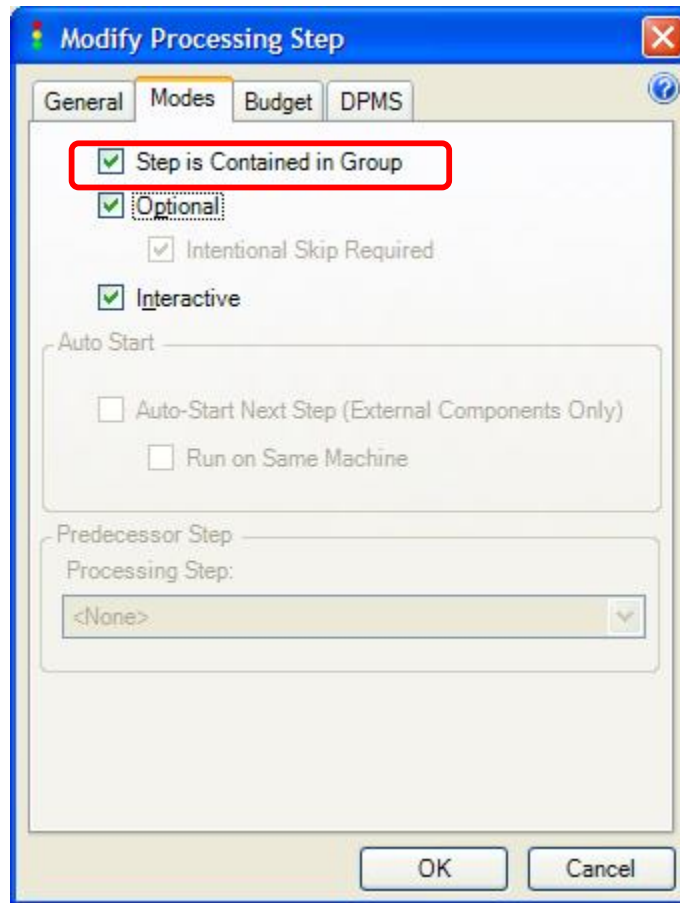 Modify Processing Step
General Modes Budget DPMS
Step is Contained in Group
Optional
Intentional Skip Required
Interactive
Auto Start
Auto-Start Next Step (External Components Only)
Run on Same Machine
Predecessor Step
Processing Step:
<None>
OK Cancel